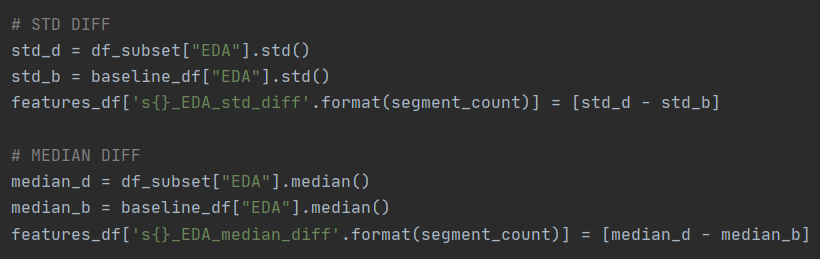 # STD DIFF
std_d = df_subset["EDA"].std()
std_b = baseline_df["EDA"].std()
features_df['s{}_EDA_std_diff'.format(segment_count)] = [std_d - std_b]
# MEDIAN DIFF
median_d = df_subset["EDA"].median()
median_b = baseline_df["EDA"].median()
features_df['s{}_EDA_median_diff'.format(segment_count)] = [median_d - median_b]